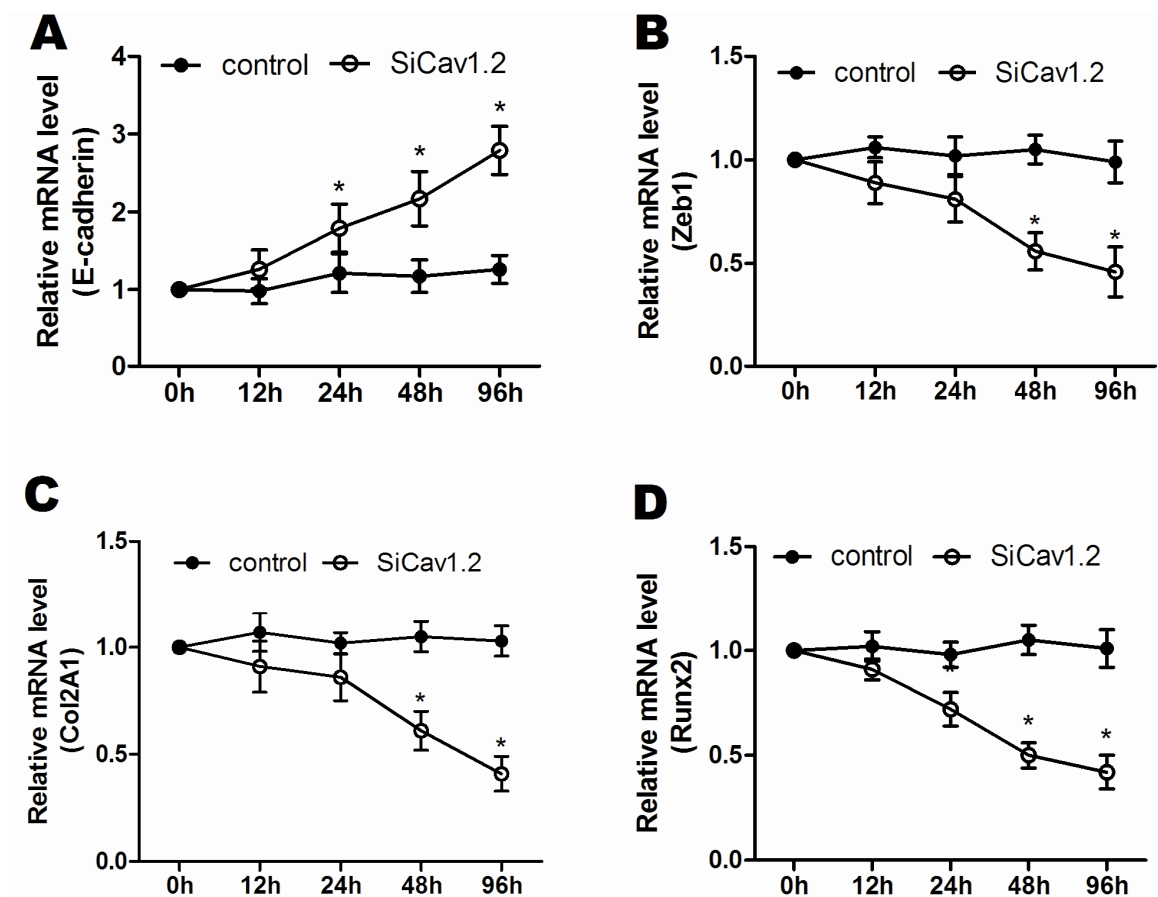 A
Relative mRNA level
(E-cadherin)
control SiCav1.2
4
3
2
1
0
* * *
0h 12h 24h 48h 96h
B
Relative mRNA level
(Zeb1)
control SiCav1.2
1.5
1.0
0.5
0.0
* *
0h 12h 24h 48h 96h
C
Relative mRNA level
(Col2A1)
control SiCav1.2
1.5
1.0
0.5
0.0
* *
0h 12h 24h 48h 96h
D
Relative mRNA level
(Runx2)
control SiCav1.2
1.5
1.0
0.5
0.0
* * *
0h 12h 24h 48h 96h